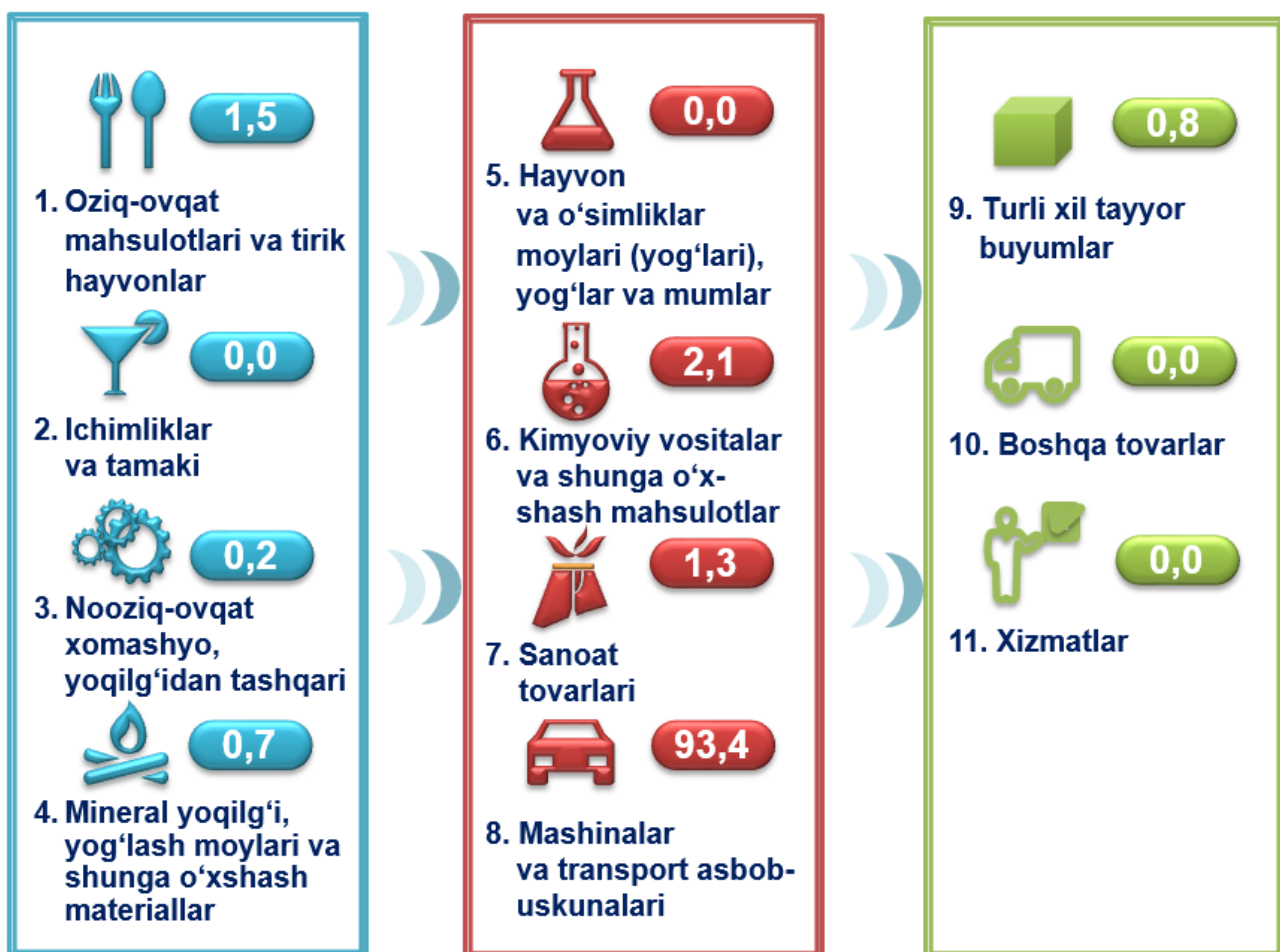 1,5
1. Oziq-ovqat
mahsulotlari va tirik
hayvonlar
0,0
2. Ichimliklar
va tamaki
0,2
3. Nooziq-ovqat
xomashyo,
yoqilg‘idan tashqari
0,7
4. Mineral yoqilg‘i,
yog‘lash moylari va
shunga o‘xshash
materiallar
0,0
5. Hayvon
va o‘simliklar
moylari (yog‘lari),
yog‘lar va mumlar
2,1
6. Kimyoviy vositalar
va shunga o‘x-
shash mahsulotlar
1,3
7. Sanoat
tovarlari
93,4
8. Mashinalar
va transport asbob-
uskunalari
0,8
9. Turli xil tayyor
buyumlar
0,0
10. Boshqa tovarlar
0,0
11. Xizmatlar